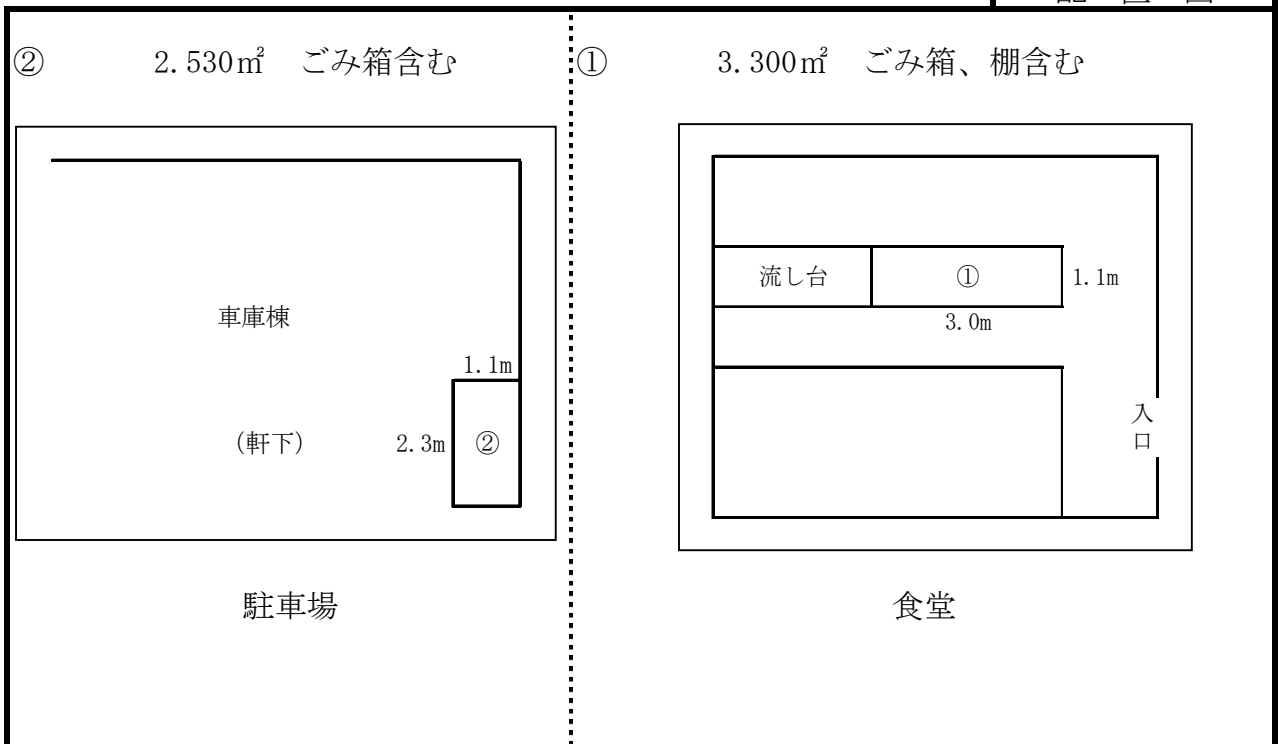 ② 2.530㎡ ごみ箱含む
車庫棟
1.1m
(軒下)
2.3m
②
駐車場
① 3.300㎡ ごみ箱、棚含む
流し台
①
1.1m
3.0m
入口
食堂